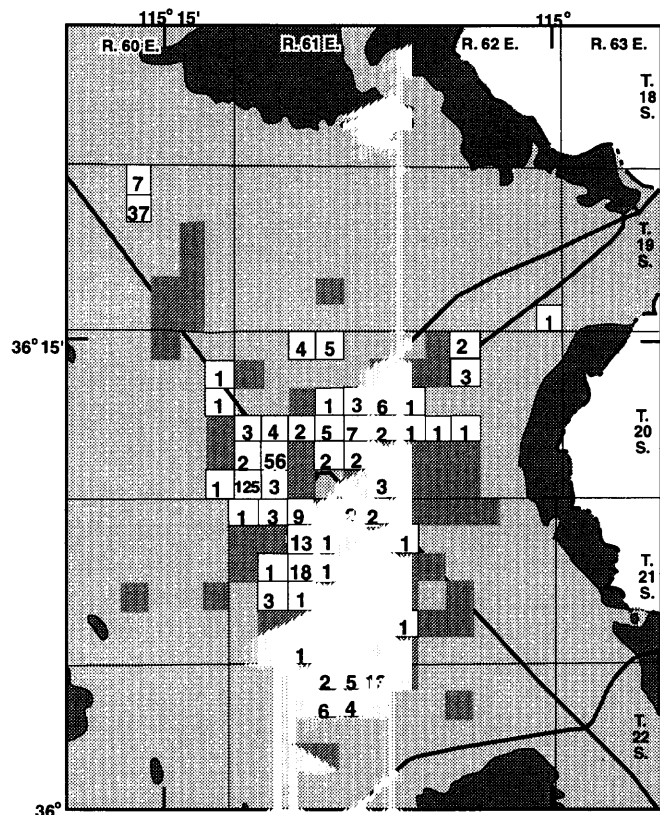 115° 15' 115°
R. 60 E. R. 61 E. R. 62 E. R. 63 E.
T. 18 S.
7
37
T. 19 S.
1
36° 15'
4 5 2
1 3
1 1 3 6 1
3 4 2 5 7 2 1 1 1
T. 20 S.
2 56 2 2
1 125 3 3
1 3 9 2
13 1 1
1 18 1
T. 21 S.
3 1
1
1
2 5
6 4
T. 22 S.
36°